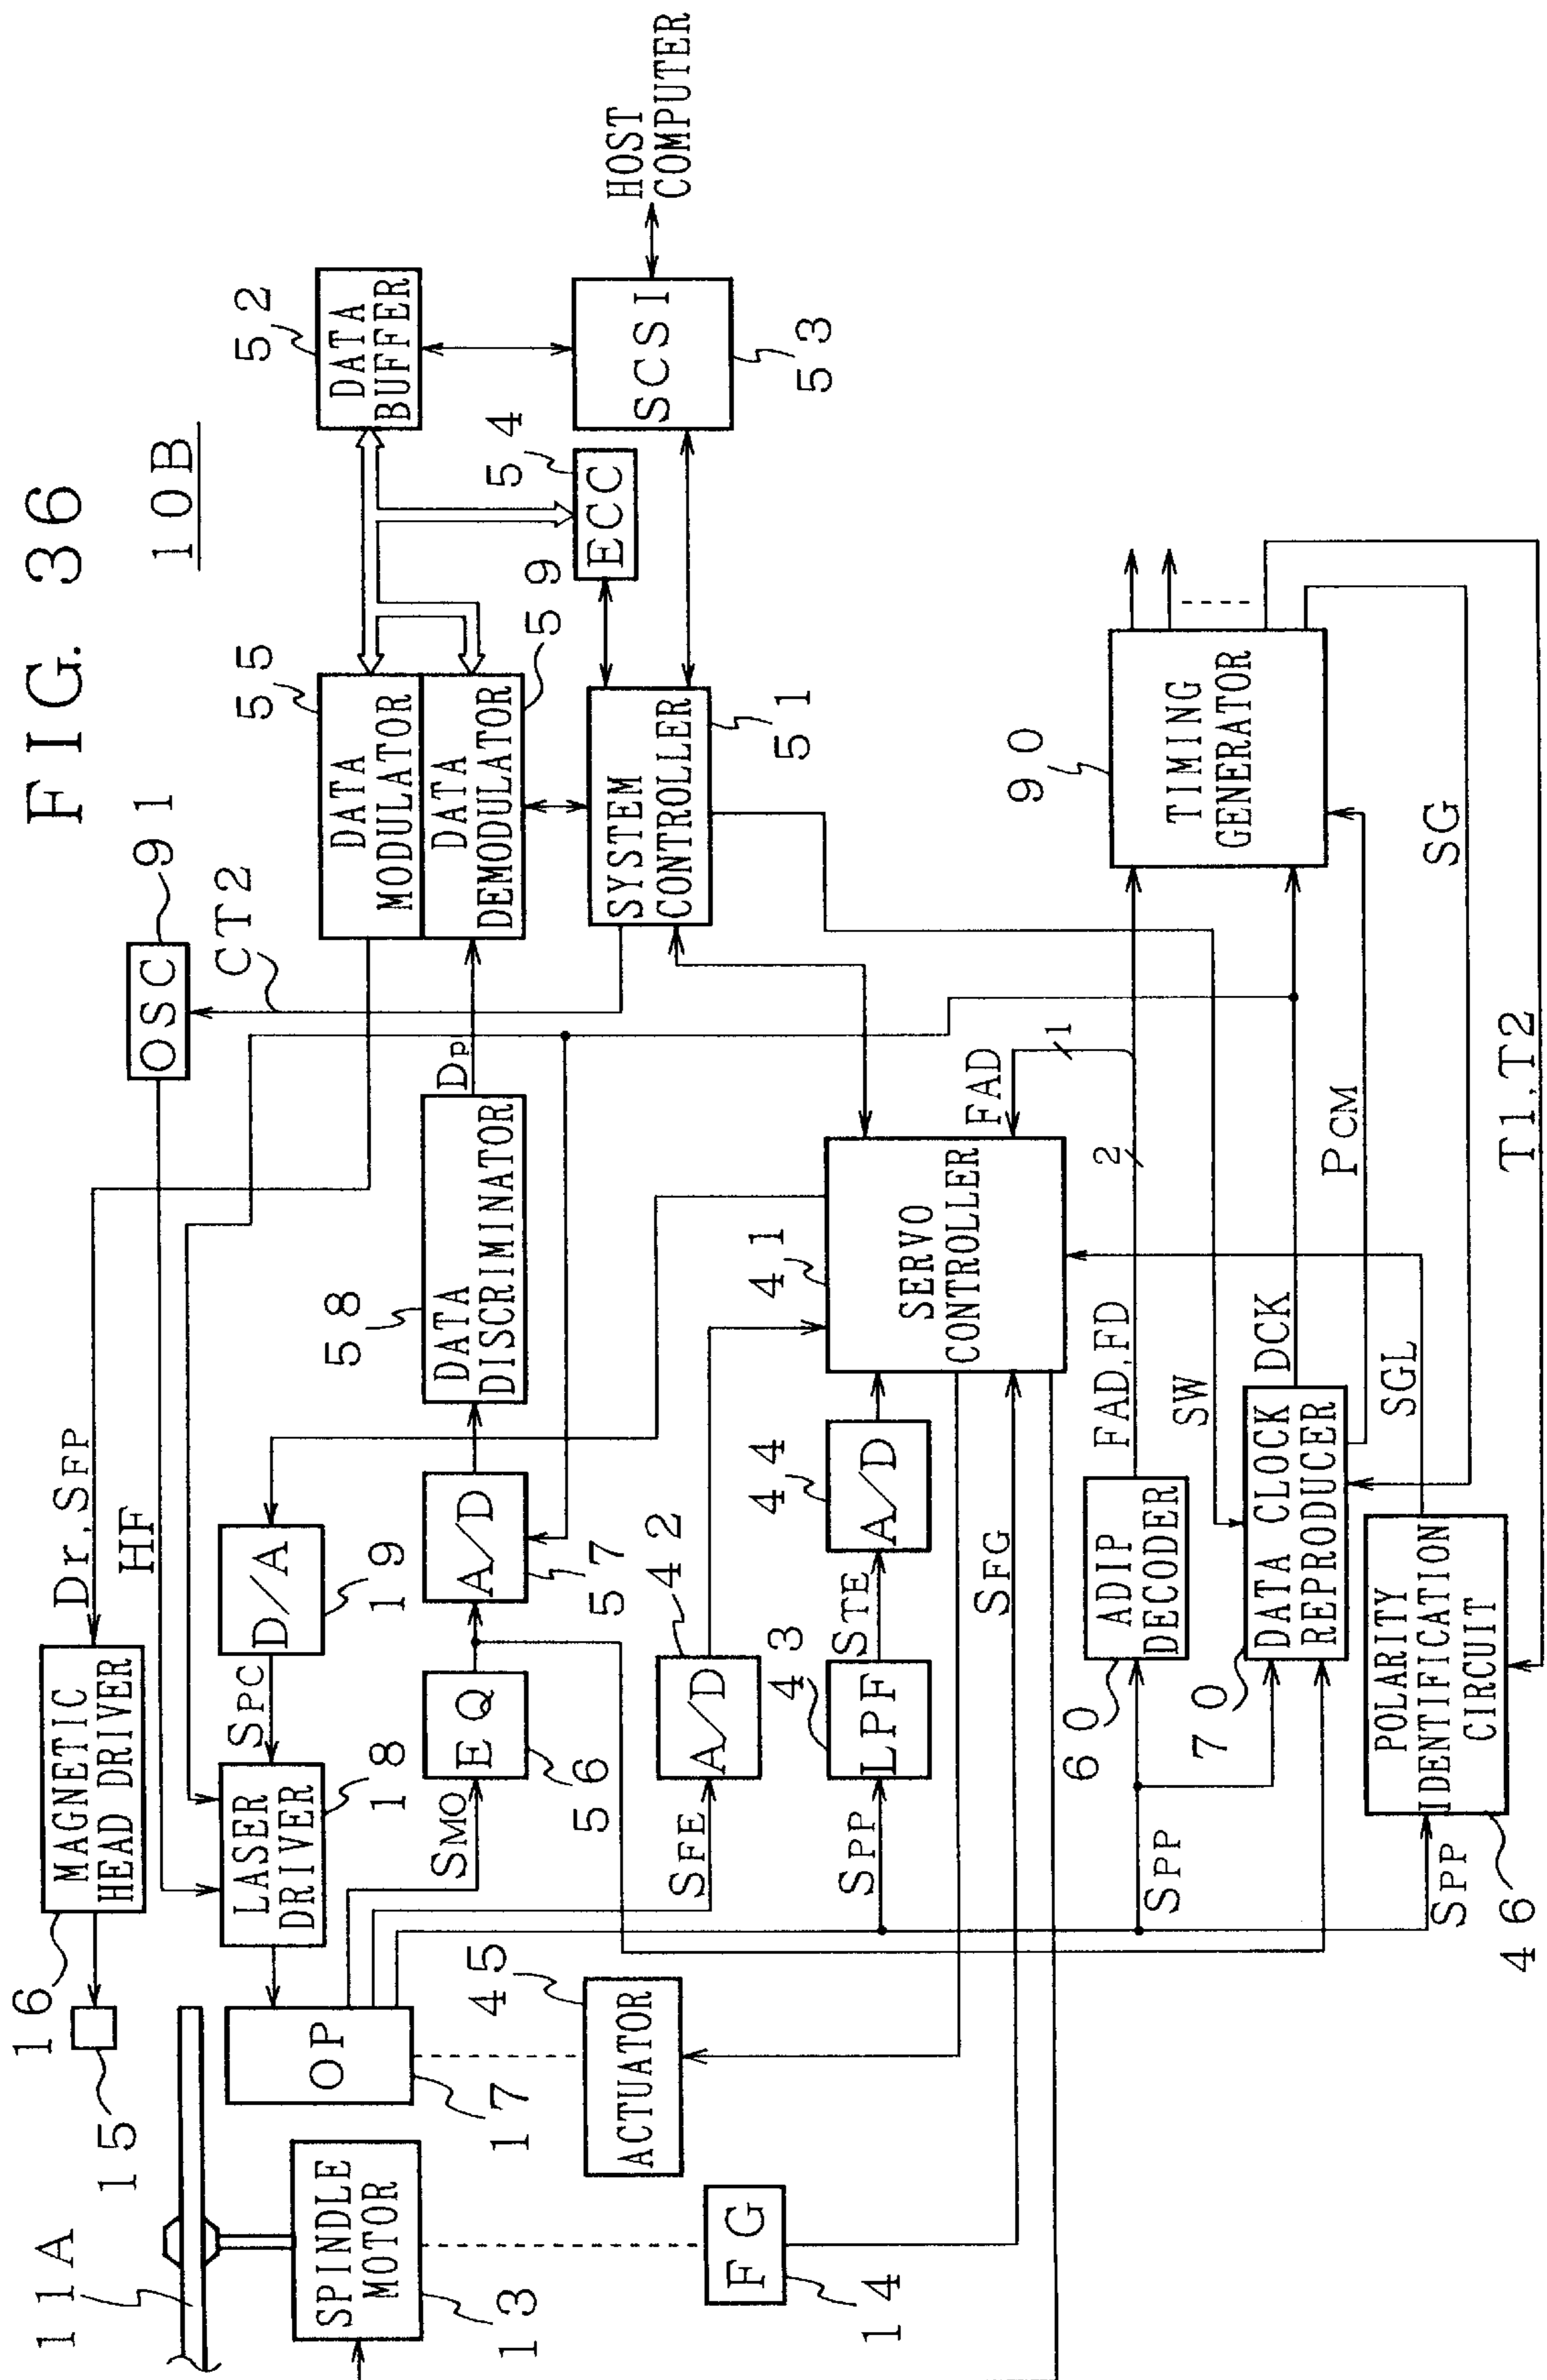 FIG. 36
10B
11A
SPINDLE
MOTOR
13
FG
14
15
16
MAGNETIC
HEAD DRIVER
Dr,SFP
HF
OSC
91
CT2
OP
17
ACTUATOR
45
LASER
DRIVER
18
SPC
D/A
19
SMO
EQ
56
A/D
57
DATA
DISCRIMINATOR
58
DP
DATA
MODULATOR
55
DATA
DEMODULATOR
59
DATA
BUFFER
52
ECC
54
SCSI
53
HOST
COMPUTER
SYSTEM
CONTROLLER
51
SFE
A/D
42
SPP
LPF
43
STE
A/D
44
SERVO
CONTROLLER
41
SFG
FAD
1
2
FAD,FD
ADIP
DECODER
60
SPP
SW
DATA CLOCK
REPRODUCER
70
DCK
PCM
TIMING
GENERATOR
90
SG
T1,T2
SGL
POLARITY
IDENTIFICATION
CIRCUIT
46
SPP